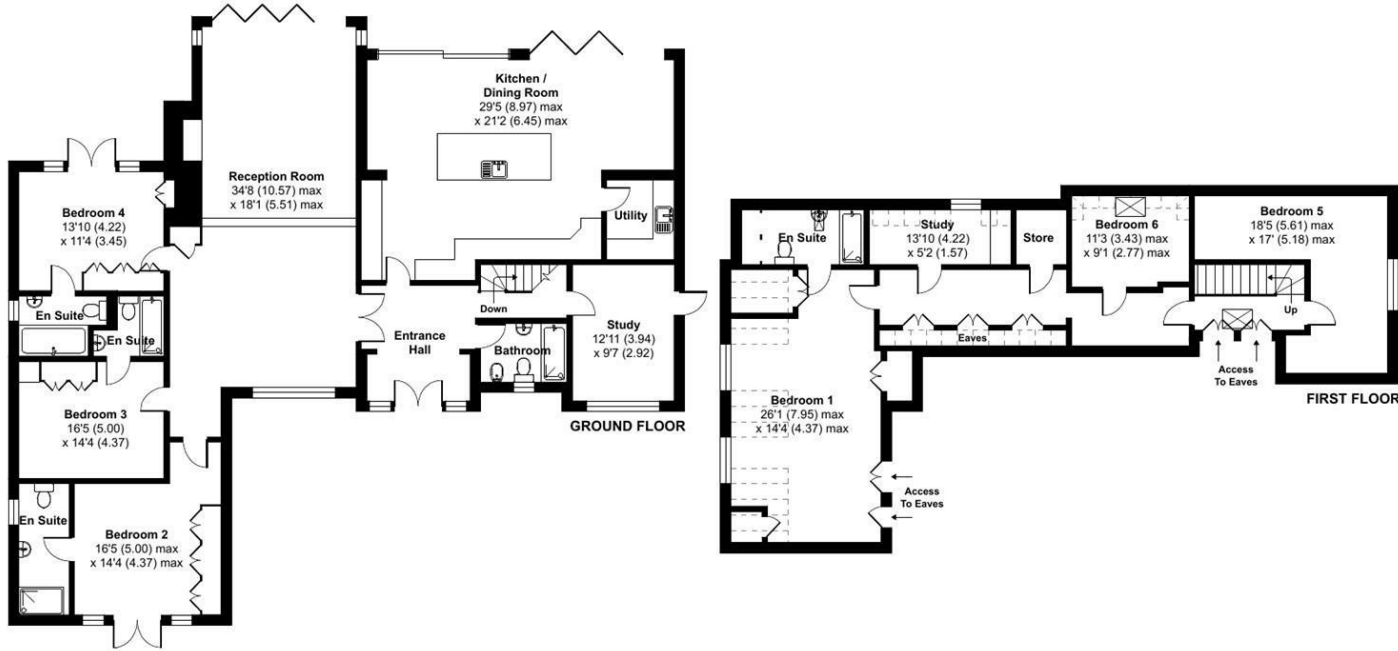 Kitchen /
Dining Room
29'5 (8.97) max
x 21'2 (6.45) max
Reception Room
34'8 (10.57) max
x 18'1 (5.51) max
Utility
Bedroom 4
13'10 (4.22)
x 11'4 (3.45)
En Suite
En Suite
Down
Entrance
Hall
Study
12'11 (3.94)
x 9'7 (2.92)
Bathroom
Bedroom 3
16'5 (5.00)
x 14'4 (4.37)
GROUND FLOOR
En Suite
Bedroom 2
16'5 (5.00) max
x 14'4 (4.37) max
En Suite
Study
13'10 (4.22)
x 5'2 (1.57)
Store
Bedroom 6
11'3 (3.43) max
x 9'1 (2.77) max
Bedroom 5
18'5 (5.61) max
x 17' (5.18) max
Up
Eaves
Access
To Eaves
FIRST FLOOR
Bedroom 1
26'1 (7.95) max
x 14'4 (4.37) max
Access
To Eaves